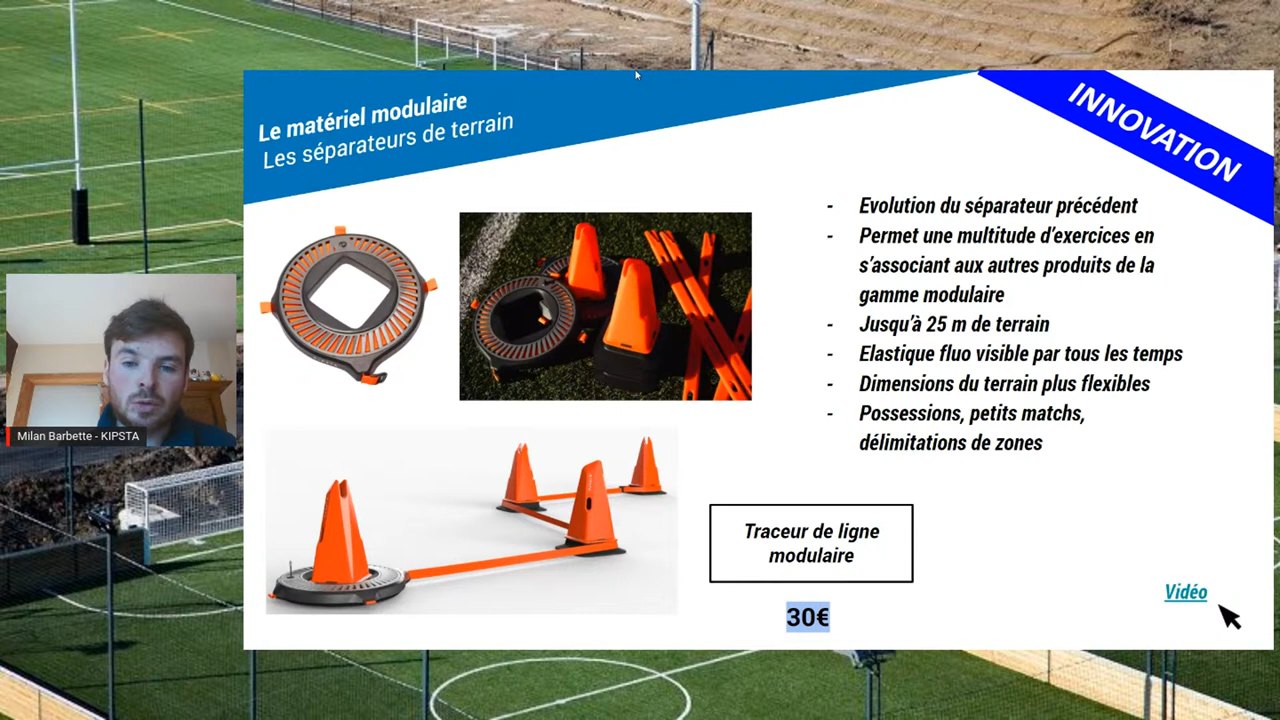 Le matériel modulaire
Les séparateurs de terrain
INNOVATION
- Evolution du séparateur précédent
- Permet une multitude d’exercices en
s’associant aux autres produits de la
gamme modulaire
- Jusqu’à 25 m de terrain
- Elastique fluo visible par tous les temps
- Dimensions du terrain plus flexibles
- Possessions, petits matchs,
délimitations de zones
Milan Barbette - KIPSTA
Traceur de ligne
modulaire
30€
Vidéo